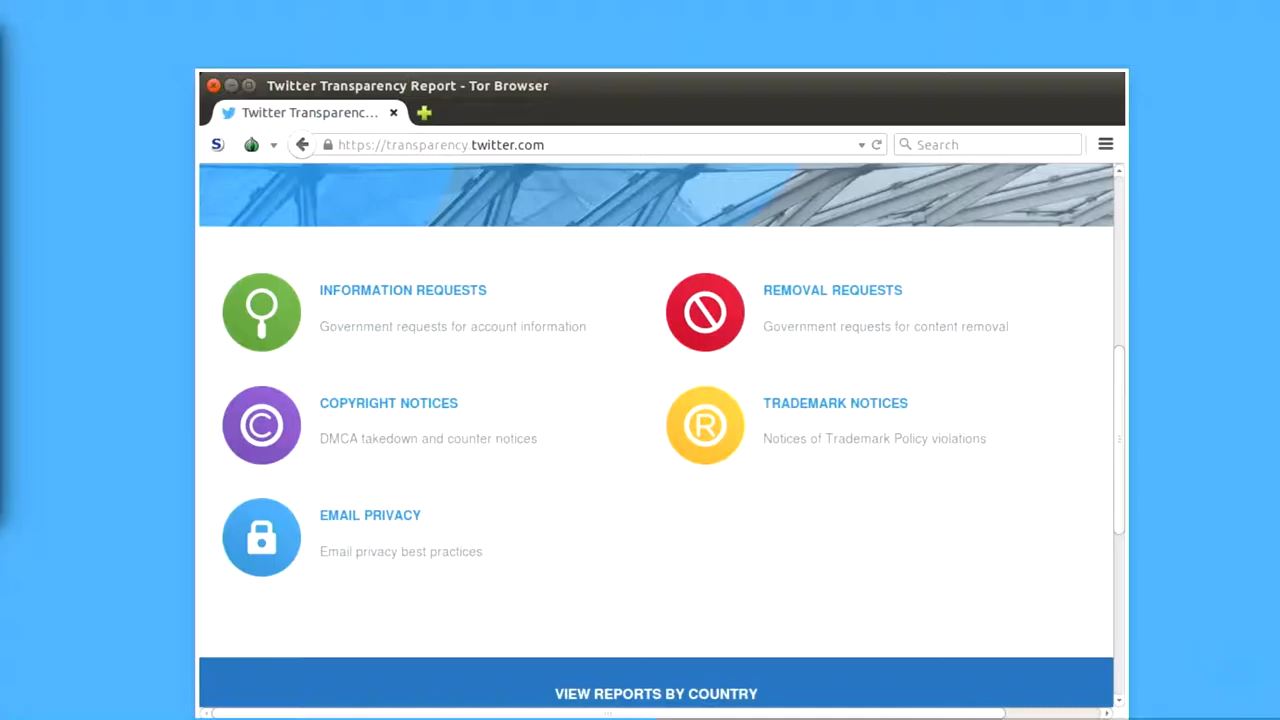 Twitter Transparency Report - Tor Browser
Twitter Transparenc...
https://transparency.twitter.com
Search
INFORMATION REQUESTS
Government requests for account information
REMOVAL REQUESTS
Government requests for content removal
COPYRIGHT NOTICES
DMCA takedown and counter notices
TRADEMARK NOTICES
Notices of Trademark Policy violations
EMAIL PRIVACY
Email privacy best practices
VIEW REPORTS BY COUNTRY